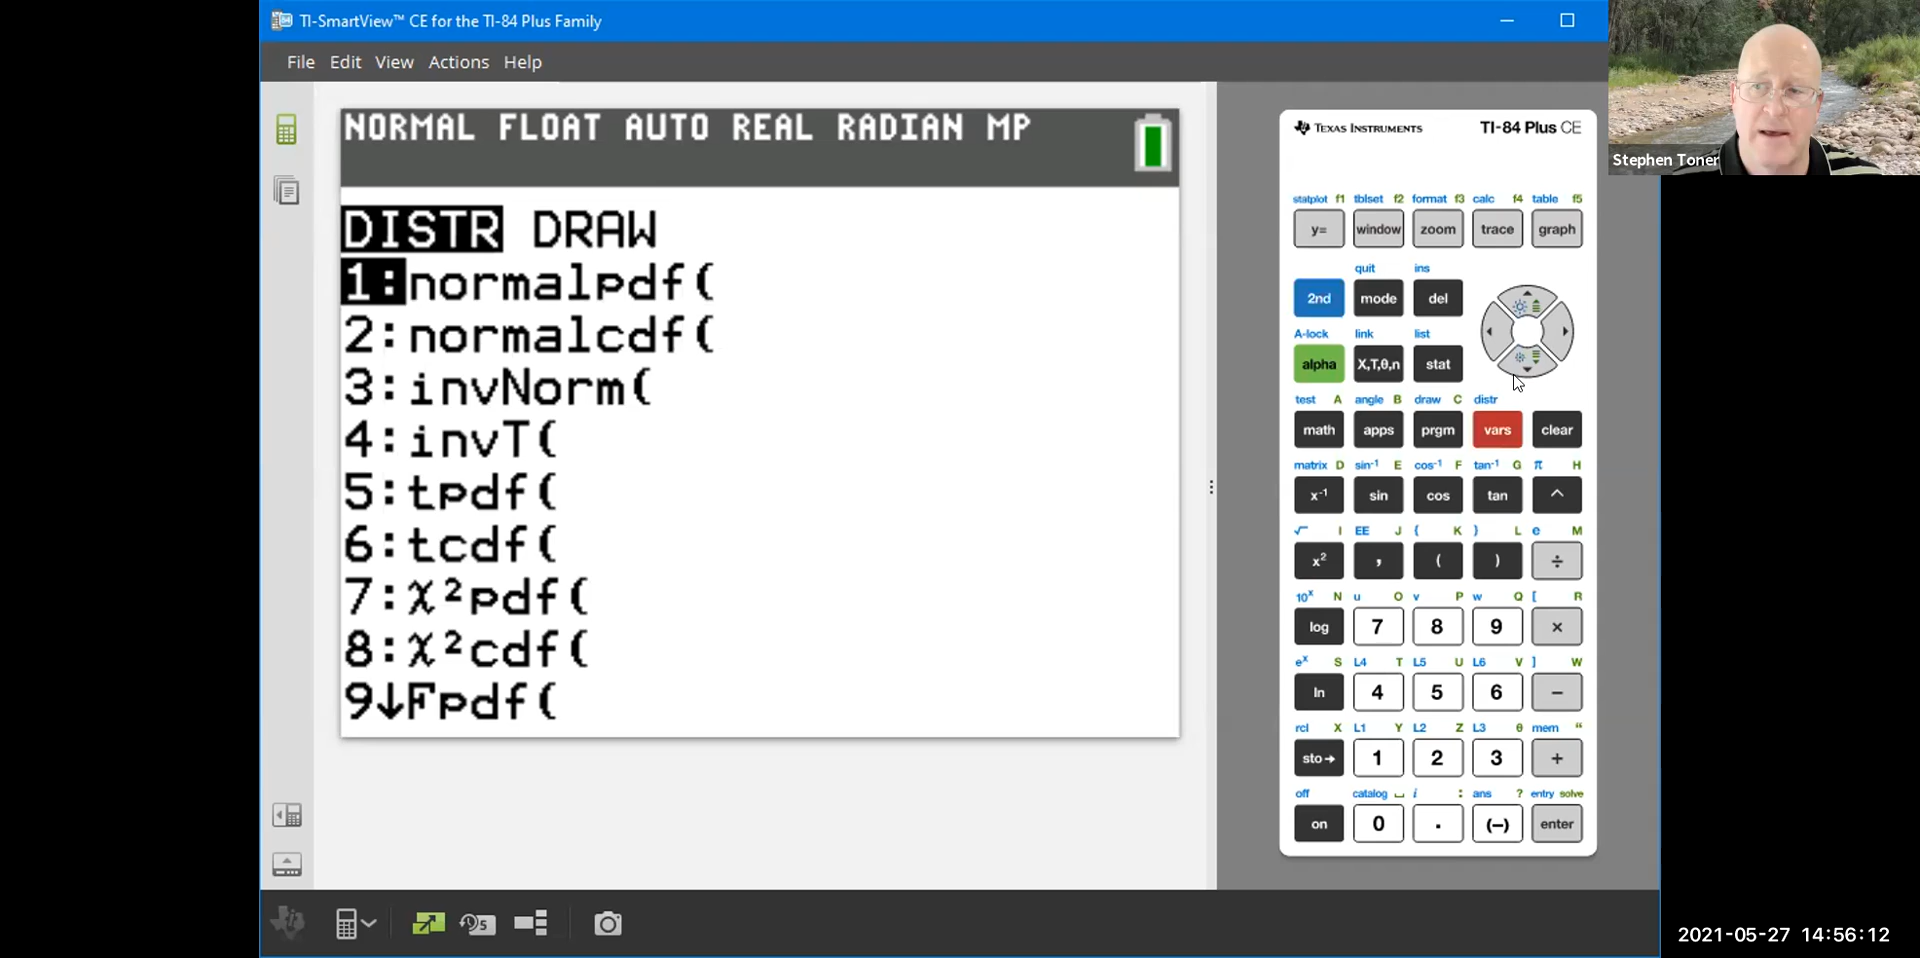 TI-SmartView™ CE for the TI-84 Plus Family
File Edit View Actions Help
NORMAL FLOAT AUTO REAL RADIAN MP
DISTR DRAW
1:normalpdf(
2:normalcdf(
3:invNorm(
4:invT(
5:tpdf(
6:tcdf(
7:χ²pdf(
8:χ²cdf(
9↓Fpdf(
TEXAS INSTRUMENTS TI-84 Plus CE
statplot f1 tblset f2 format f3 calc f4 table f5
y= window zoom trace graph
quit ins
2nd mode del
A-lock link list
alpha X,T,θ,n stat
test A angle B draw C distr
math apps prgm vars clear
matrix D sin⁻¹ E cos⁻¹ F tan⁻¹ G π H
x⁻¹ sin cos tan ^
√ I EE J { K } L e M
x² , ( ) ÷
10ˣ N u O v P w Q [ R
log 7 8 9 ×
eˣ S L4 T L5 U L6 V ] W
ln 4 5 6 −
rcl X L1 Y L2 Z L3 θ mem “
sto→ 1 2 3 +
off catalog ⎵ i : ans ? entry solve
on 0 . (−) enter
Stephen Toner
5
2021-05-27 14:56:12